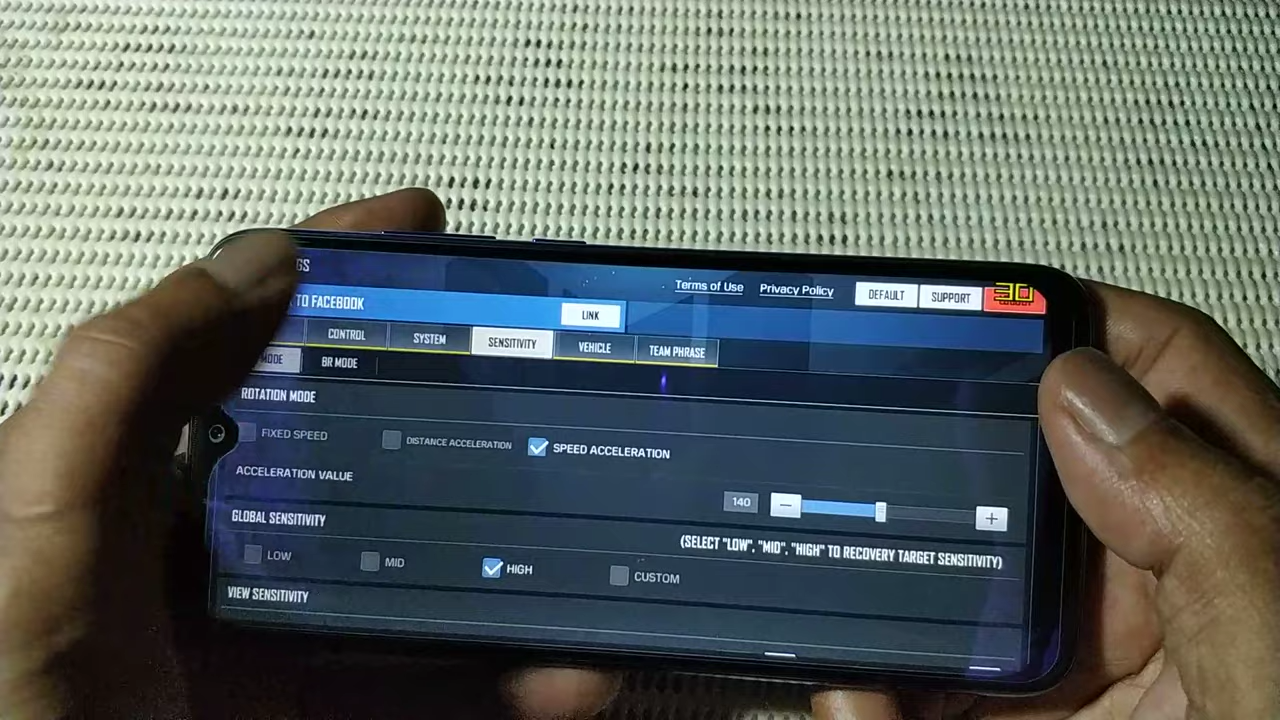 GS
Terms of Use Privacy Policy DEFAULT SUPPORT
TO FACEBOOK LINK
CONTROL SYSTEM SENSITIVITY VEHICLE TEAM PHRASE
MODE BR MODE
ROTATION MODE
FIXED SPEED DISTANCE ACCELERATION SPEED ACCELERATION
ACCELERATION VALUE
140
GLOBAL SENSITIVITY
(SELECT "LOW", "MID", "HIGH" TO RECOVERY TARGET SENSITIVITY)
LOW MID HIGH CUSTOM
VIEW SENSITIVITY